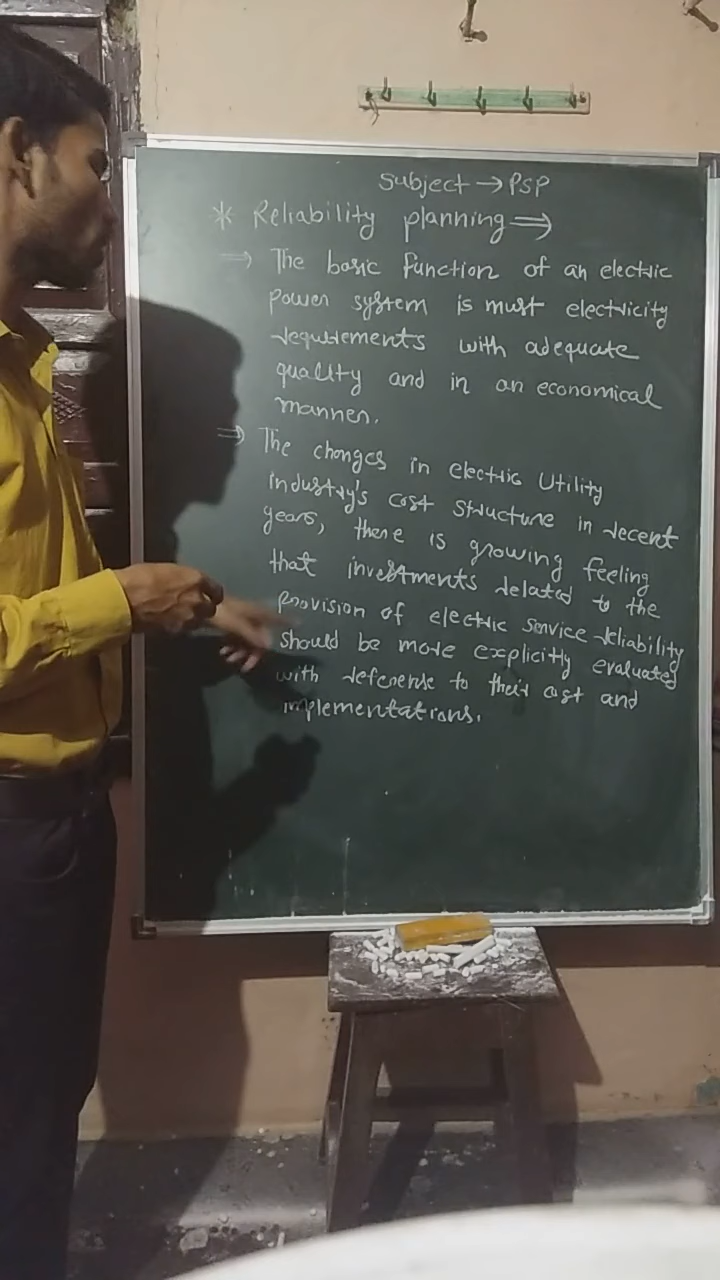 Subject → PSP
* Reliability planning ⇒
⇒ The basic function of an electric
power system is must electricity
requirements with adequate
quality and in an economical
manner.
⇒ The changes in electric Utility
industry's cost structure in recent
years, there is growing feeling
that investments related to the
provision of electric service reliability
should be more explicitly evaluated
with reference to their cost and
implementations.